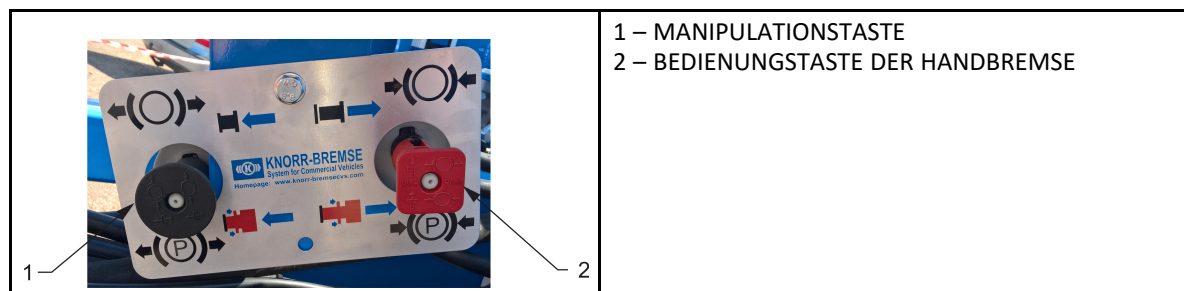 1 – MANIPULATIONSTASTE
2 – BEDIENUNGSTASTE DER HANDBREMSE
KNORR-BREMSE
System for Commercial Vehicles
Homepage: www.knorr-bremsecvs.com
P
P
1
2